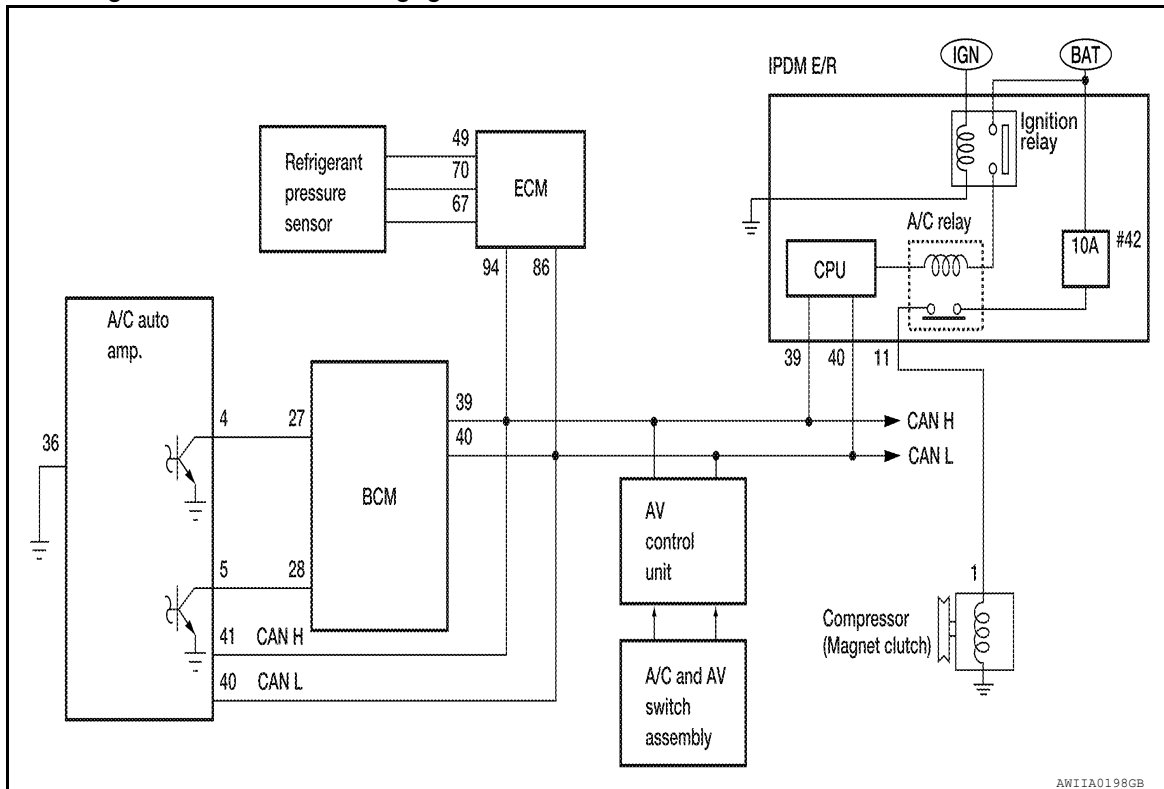 IPDM E/R
IGN
BAT
Ignition
relay
A/C relay
CPU
10A
#42
39
40
11
Refrigerant
pressure
sensor
49
70
67
ECM
94
86
A/C auto
amp.
36
4
27
5
28
41 CAN H
40 CAN L
BCM
39
40
CAN H
CAN L
AV
control
unit
A/C and AV
switch
assembly
1
Compressor
(Magnet clutch)
AWIIA0198GB